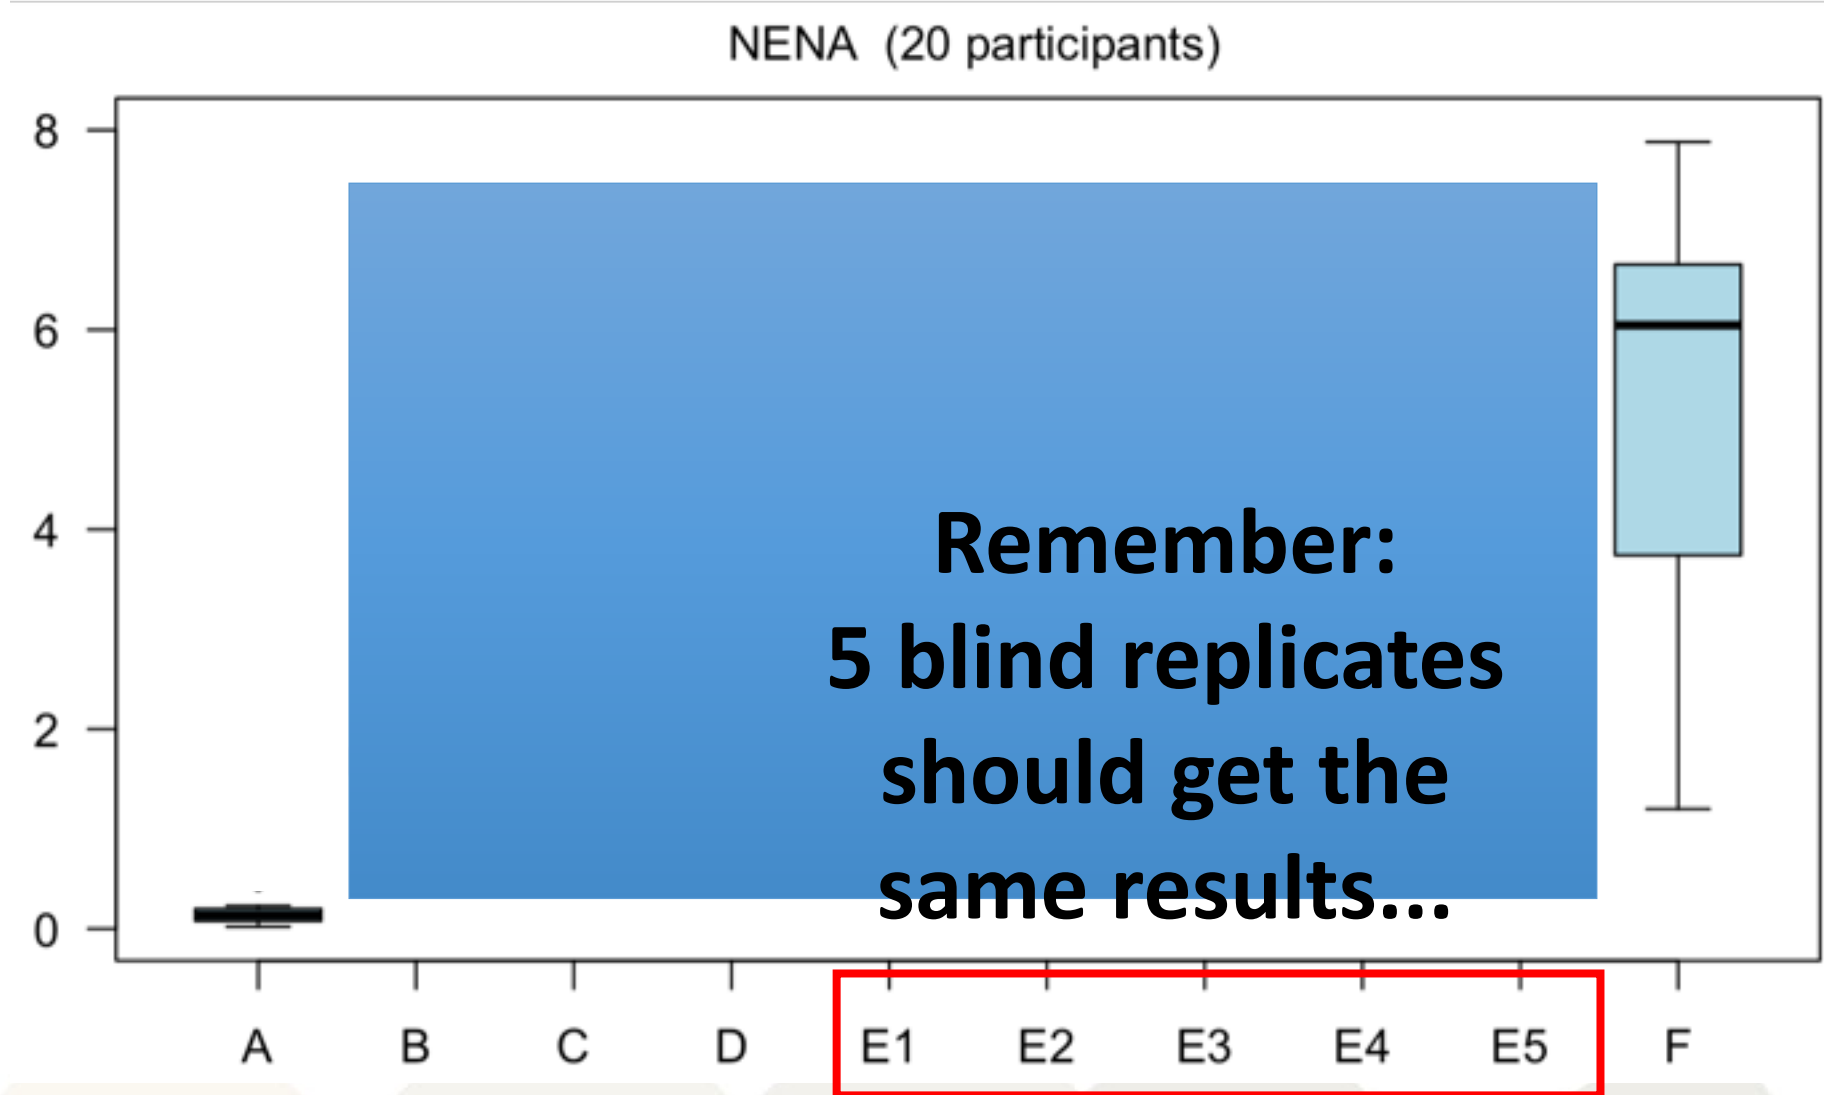 NENA (20 participants)
8
6
4
2
0
Remember:
5 blind replicates
should get the
same results...
A B C D E1 E2 E3 E4 E5 F